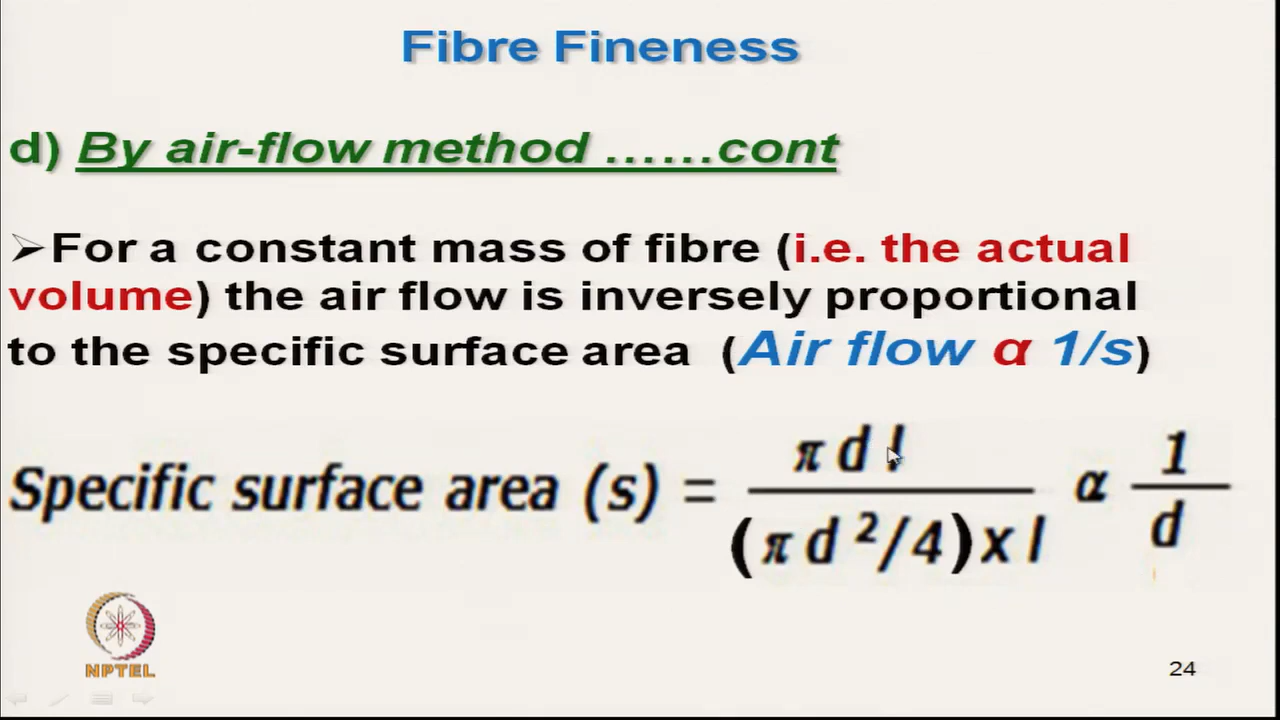 Fibre Fineness
d) By air-flow method ......cont
➢For a constant mass of fibre (i.e. the actual
volume) the air flow is inversely proportional
to the specific surface area (Air flow α 1/s)
Specific surface area (s) = π d l / (π d ²/4) x l α 1 / d
NPTEL
24